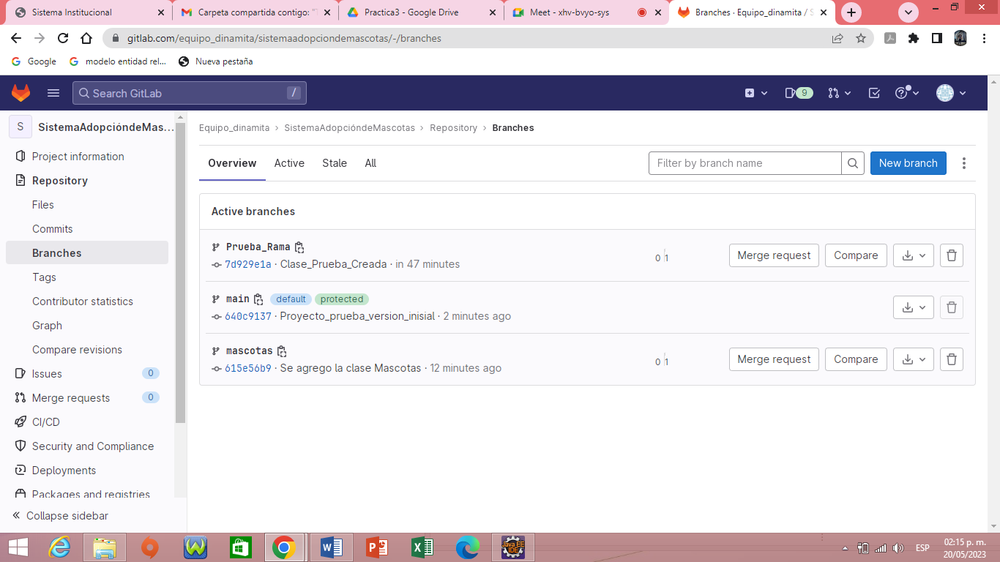 Sistema Institucional
Carpeta compartida contigo: "
Practica3 - Google Drive
Meet - xhv-bvyo-sys
Branches · Equipo_dinamita / S
gitlab.com/equipo_dinamita/sistemaadopciondemascotas/-/branches
Google
modelo entidad rel...
Nueva pestaña
Search GitLab
/
9
S
SistemaAdopcióndeMas...
Project information
Repository
Files
Commits
Branches
Tags
Contributor statistics
Graph
Compare revisions
Issues 0
Merge requests 0
CI/CD
Security and Compliance
Deployments
Packages and registries
Collapse sidebar
Equipo_dinamita › SistemaAdopcióndeMascotas › Repository › Branches
Overview Active Stale All
Filter by branch name
New branch
Active branches
Prueba_Rama
7d929e1a · Clase_Prueba_Creada · in 47 minutes
0 1
Merge request Compare
main default protected
640c9137 · Proyecto_prueba_version_inisial · 2 minutes ago
mascotas
615e56b9 · Se agrego la clase Mascotas · 12 minutes ago
0 1
Merge request Compare
Java EE
IDE
ESP
02:15 p. m.
20/05/2023